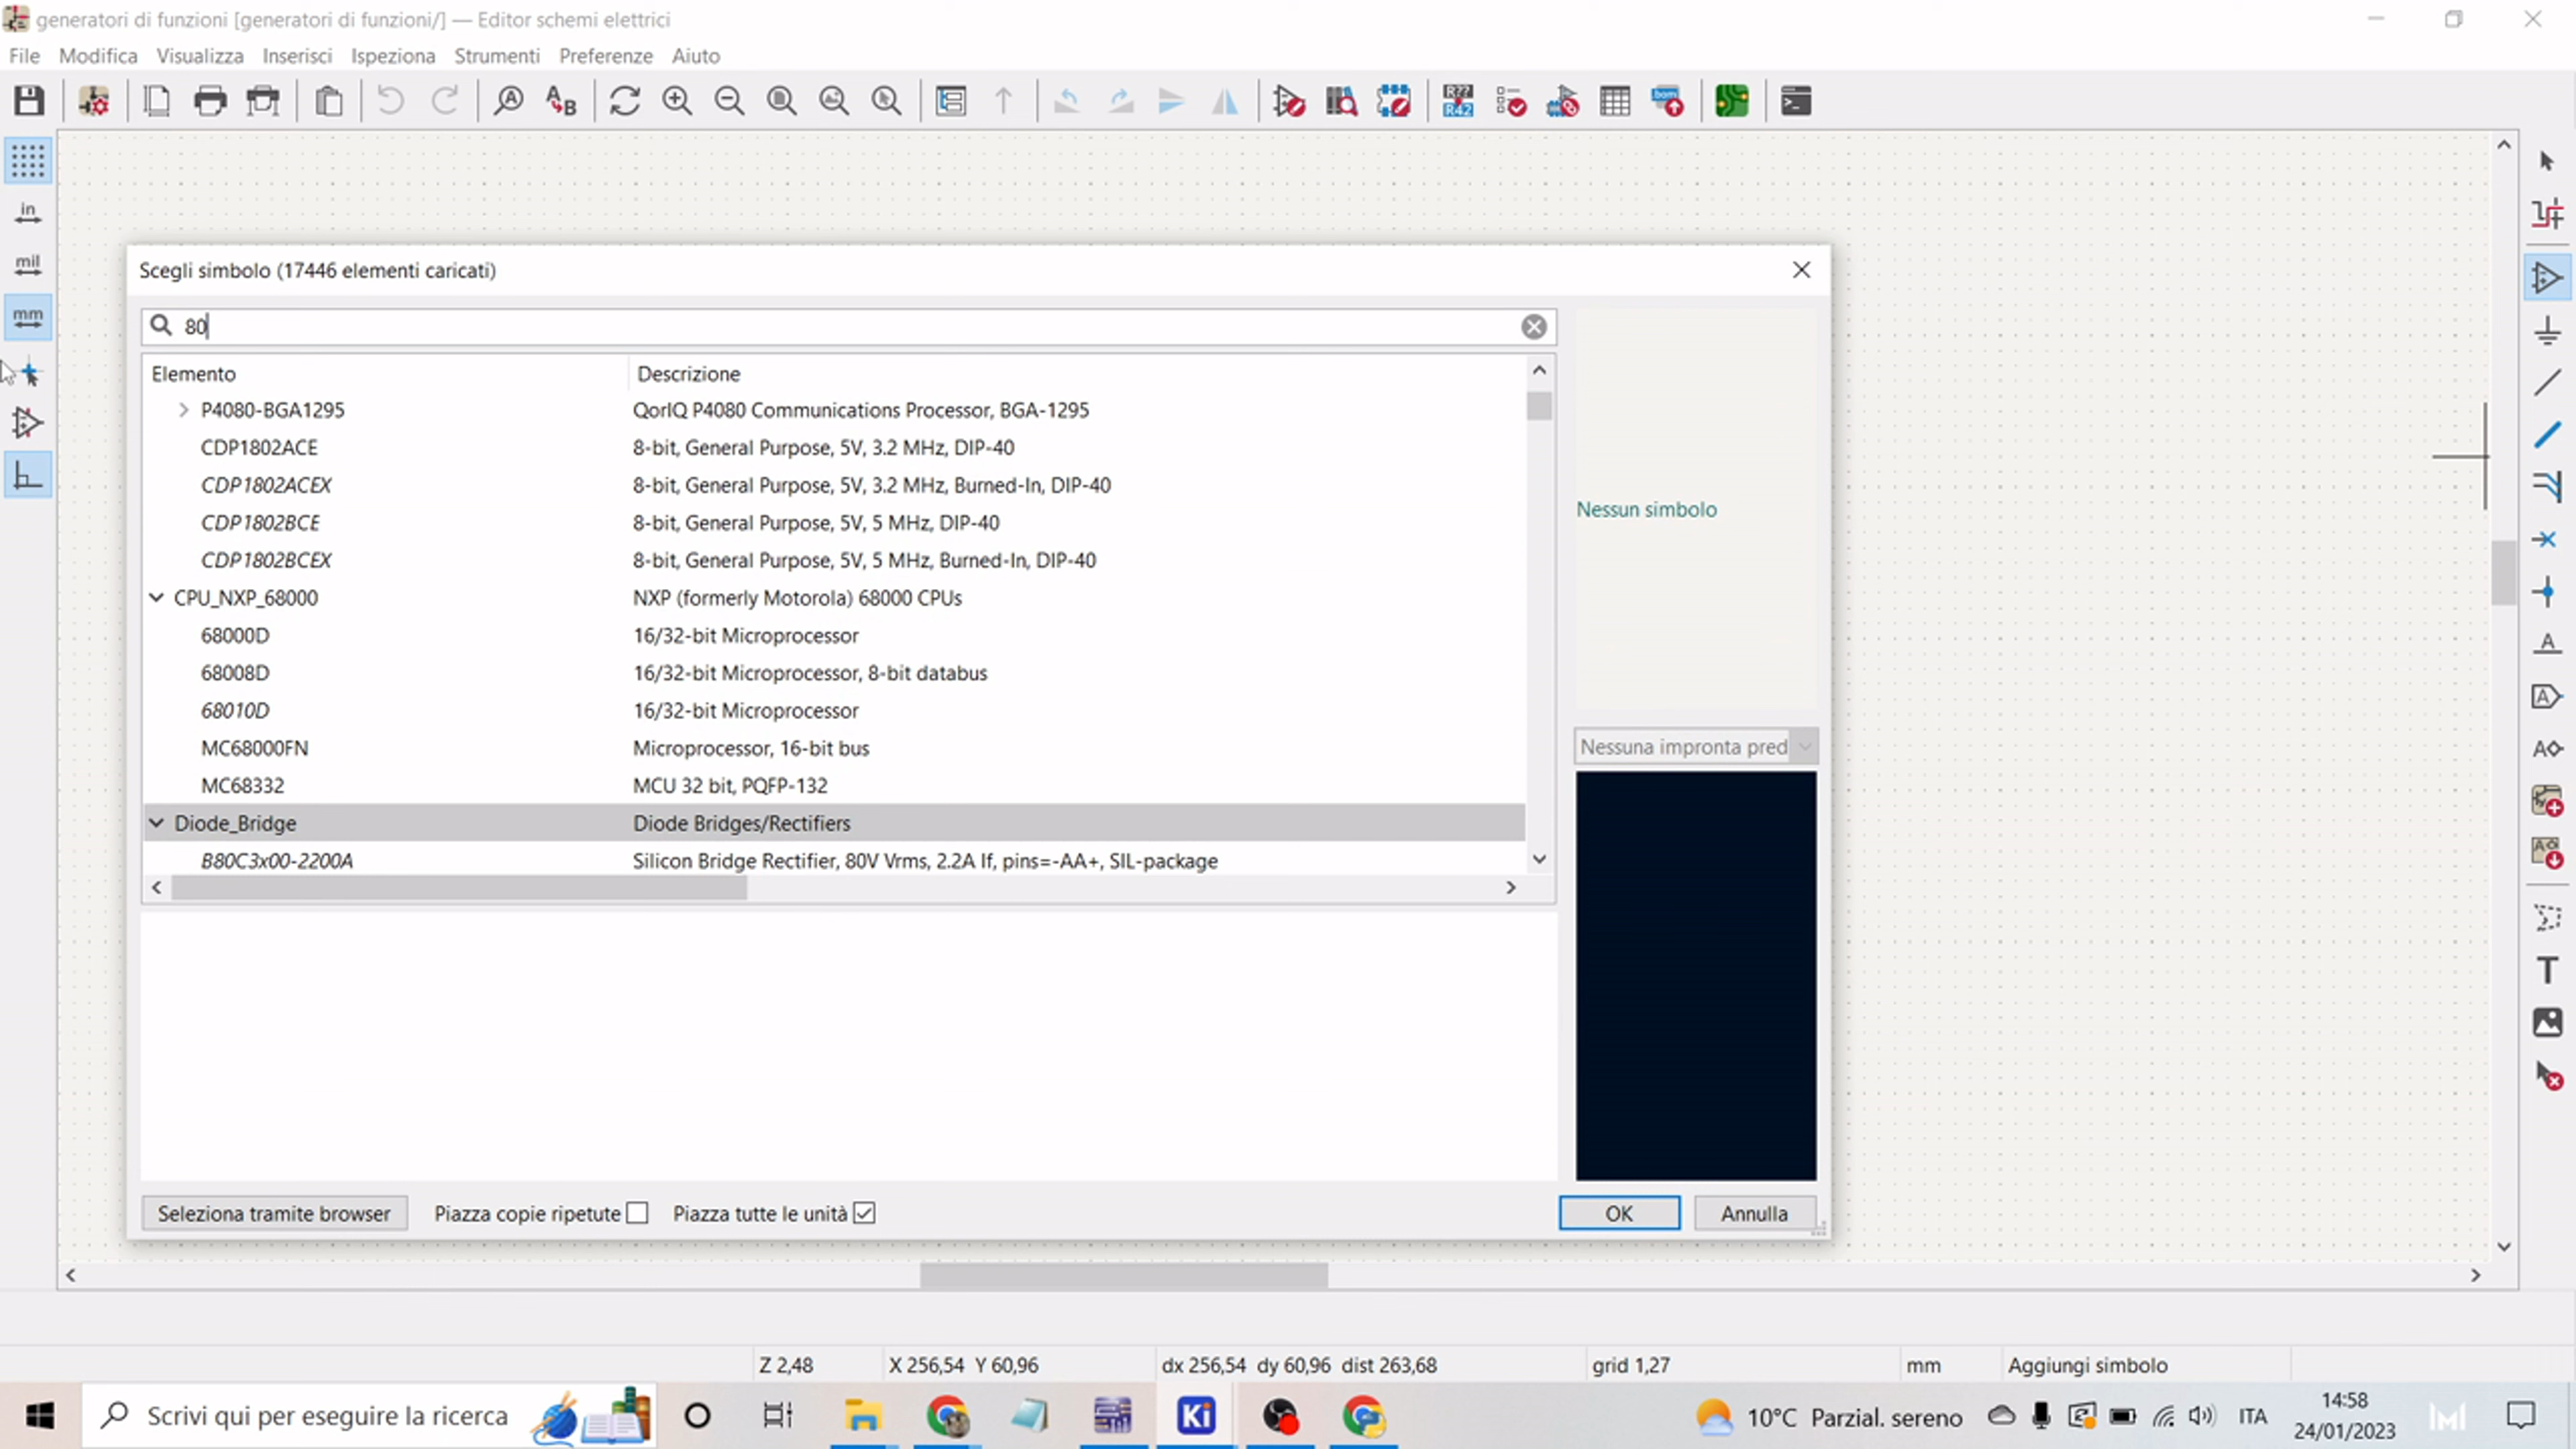 generatori di funzioni [generatori di funzioni/] — Editor schemi elettrici
File Modifica Visualizza Inserisci Ispeziona Strumenti Preferenze Aiuto
A
A B
R??
R42
bom
in
mil
mm
Scegli simbolo (17446 elementi caricati)
80
Elemento Descrizione
P4080-BGA1295 QorIQ P4080 Communications Processor, BGA-1295
CDP1802ACE 8-bit, General Purpose, 5V, 3.2 MHz, DIP-40
CDP1802ACEX 8-bit, General Purpose, 5V, 3.2 MHz, Burned-In, DIP-40
CDP1802BCE 8-bit, General Purpose, 5V, 5 MHz, DIP-40
CDP1802BCEX 8-bit, General Purpose, 5V, 5 MHz, Burned-In, DIP-40
CPU_NXP_68000 NXP (formerly Motorola) 68000 CPUs
68000D 16/32-bit Microprocessor
68008D 16/32-bit Microprocessor, 8-bit databus
68010D 16/32-bit Microprocessor
MC68000FN Microprocessor, 16-bit bus
MC68332 MCU 32 bit, PQFP-132
Diode_Bridge Diode Bridges/Rectifiers
B80C3x00-2200A Silicon Bridge Rectifier, 80V Vrms, 2.2A If, pins=-AA+, SIL-package
Nessun simbolo
Nessuna impronta pred
A
A
A
T
Seleziona tramite browser Piazza copie ripetute Piazza tutte le unità OK Annulla
Z 2,48 X 256,54 Y 60,96 dx 256,54 dy 60,96 dist 263,68 grid 1,27 mm Aggiungi simbolo
Scrivi qui per eseguire la ricerca Ki 10°C Parzial. sereno ITA 14:58
24/01/2023